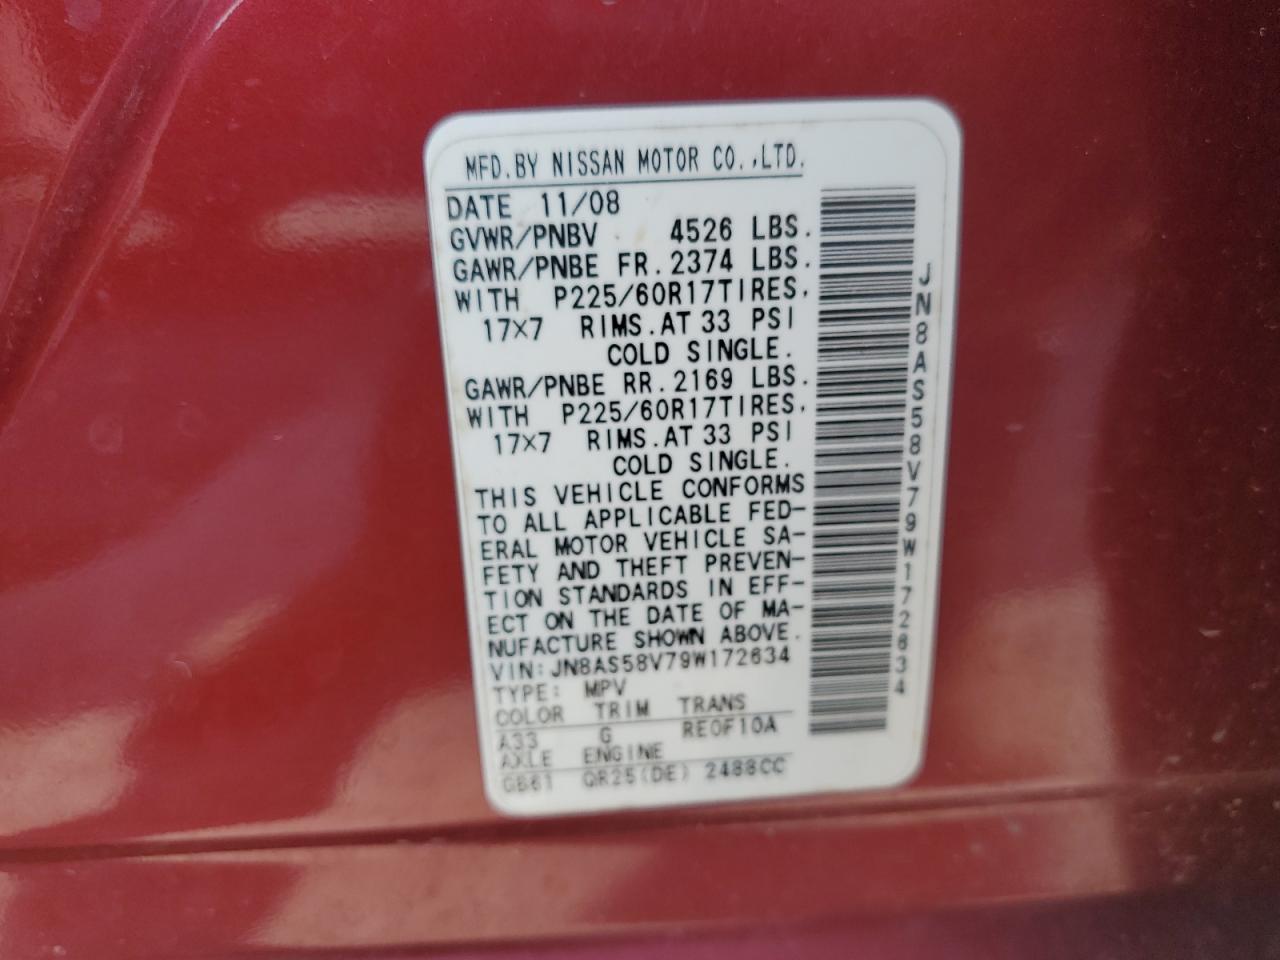 MFD.BY NISSAN MOTOR CO.,LTD.
DATE 11/08
GVWR/PNBV 4526 LBS.
GAWR/PNBE FR.2374 LBS.
WITH P225/60R17TIRES,
17×7 RIMS.AT 33 PSI
COLD SINGLE.
GAWR/PNBE RR.2169 LBS.
WITH P225/60R17TIRES,
17×7 RIMS.AT 33 PSI
COLD SINGLE.
THIS VEHICLE CONFORMS
TO ALL APPLICABLE FED-
ERAL MOTOR VEHICLE SA-
FETY AND THEFT PREVEN-
TION STANDARDS IN EFF-
ECT ON THE DATE OF MA-
NUFACTURE SHOWN ABOVE.
VIN:JN8AS58V79W172634
TYPE: MPV
COLOR TRIM TRANS
A33 G RE0F10A
AXLE ENGINE
GB61 QR25(DE) 2488CC
JN8AS58V79W172634